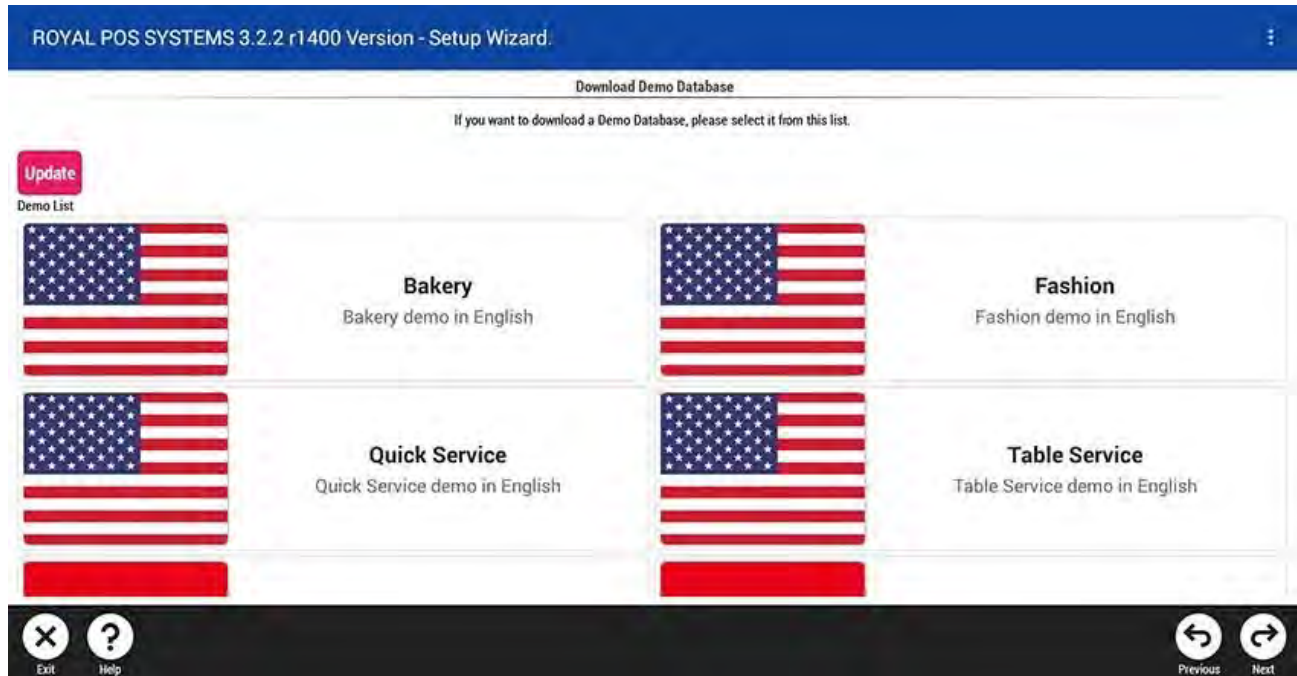 ROYAL POS SYSTEMS 3.2.2 r1400 Version - Setup Wizard.
Download Demo Database
If you want to download a Demo Database, please select it from this list.
Update
Demo List
Bakery
Bakery demo in English
Fashion
Fashion demo in English
Quick Service
Quick Service demo in English
Table Service
Table Service demo in English
Exit
Help
Previous
Next